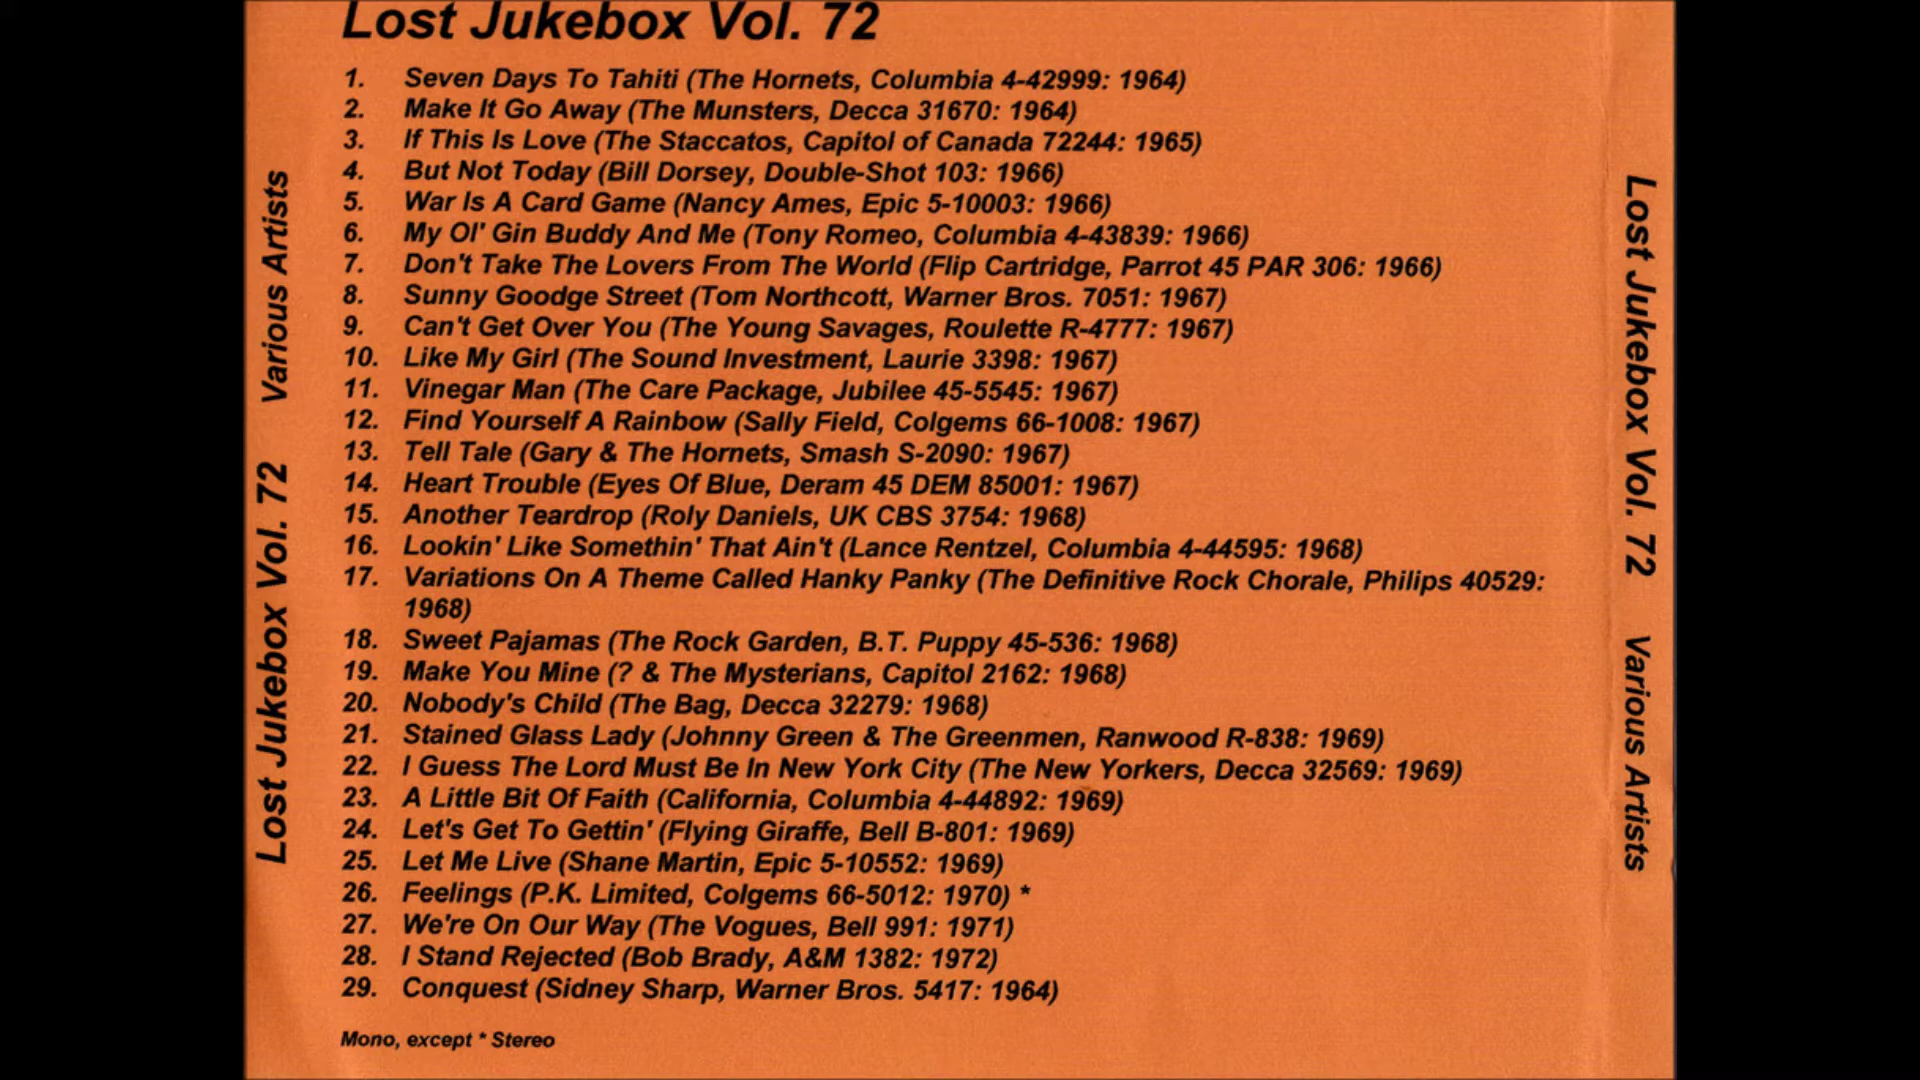 Lost Jukebox Vol. 72
1. Seven Days To Tahiti (The Hornets, Columbia 4-42999: 1964)
2. Make It Go Away (The Munsters, Decca 31670: 1964)
3. If This Is Love (The Staccatos, Capitol of Canada 72244: 1965)
4. But Not Today (Bill Dorsey, Double-Shot 103: 1966)
5. War Is A Card Game (Nancy Ames, Epic 5-10003: 1966)
6. My Ol' Gin Buddy And Me (Tony Romeo, Columbia 4-43839: 1966)
7. Don't Take The Lovers From The World (Flip Cartridge, Parrot 45 PAR 306: 1966)
8. Sunny Goodge Street (Tom Northcott, Warner Bros. 7051: 1967)
9. Can't Get Over You (The Young Savages, Roulette R-4777: 1967)
10. Like My Girl (The Sound Investment, Laurie 3398: 1967)
11. Vinegar Man (The Care Package, Jubilee 45-5545: 1967)
12. Find Yourself A Rainbow (Sally Field, Colgems 66-1008: 1967)
13. Tell Tale (Gary & The Hornets, Smash S-2090: 1967)
14. Heart Trouble (Eyes Of Blue, Deram 45 DEM 85001: 1967)
15. Another Teardrop (Roly Daniels, UK CBS 3754: 1968)
16. Lookin' Like Somethin' That Ain't (Lance Rentzel, Columbia 4-44595: 1968)
17. Variations On A Theme Called Hanky Panky (The Definitive Rock Chorale, Philips 40529:
1968)
18. Sweet Pajamas (The Rock Garden, B.T. Puppy 45-536: 1968)
19. Make You Mine (? & The Mysterians, Capitol 2162: 1968)
20. Nobody's Child (The Bag, Decca 32279: 1968)
21. Stained Glass Lady (Johnny Green & The Greenmen, Ranwood R-838: 1969)
22. I Guess The Lord Must Be In New York City (The New Yorkers, Decca 32569: 1969)
23. A Little Bit Of Faith (California, Columbia 4-44892: 1969)
24. Let's Get To Gettin' (Flying Giraffe, Bell B-801: 1969)
25. Let Me Live (Shane Martin, Epic 5-10552: 1969)
26. Feelings (P.K. Limited, Colgems 66-5012: 1970) *
27. We're On Our Way (The Vogues, Bell 991: 1971)
28. I Stand Rejected (Bob Brady, A&M 1382: 1972)
29. Conquest (Sidney Sharp, Warner Bros. 5417: 1964)
Mono, except * Stereo
Lost Jukebox Vol. 72 Various Artists
Lost Jukebox Vol. 72 Various Artists